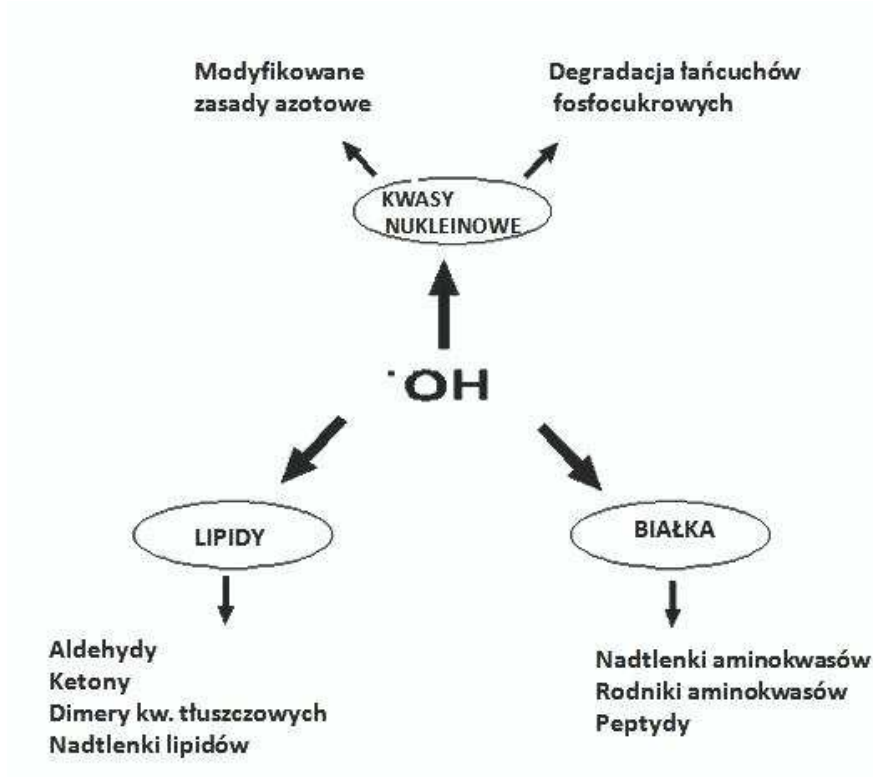 Modyfikowane
zasady azotowe
Degradacja łańcuchów
fosfocukrowych
KWASY
NUKLEINOWE
˙OH
LIPIDY
BIAŁKA
Aldehydy
Ketony
Dimery kw. tłuszczowych
Nadtlenki lipidów
Nadtlenki aminokwasów
Rodniki aminokwasów
Peptydy